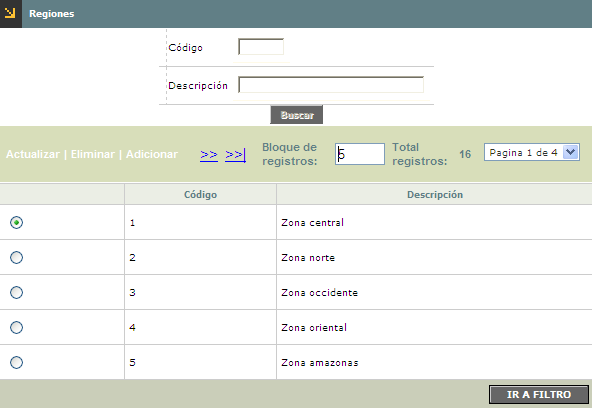 Regiones
Código
Descripción
Buscar
Actualizar | Eliminar | Adicionar >> >>| Bloque de registros: 5 Total registros: 16 Pagina 1 de 4
Código Descripción
1 Zona central
2 Zona norte
3 Zona occidente
4 Zona oriental
5 Zona amazonas
IR A FILTRO